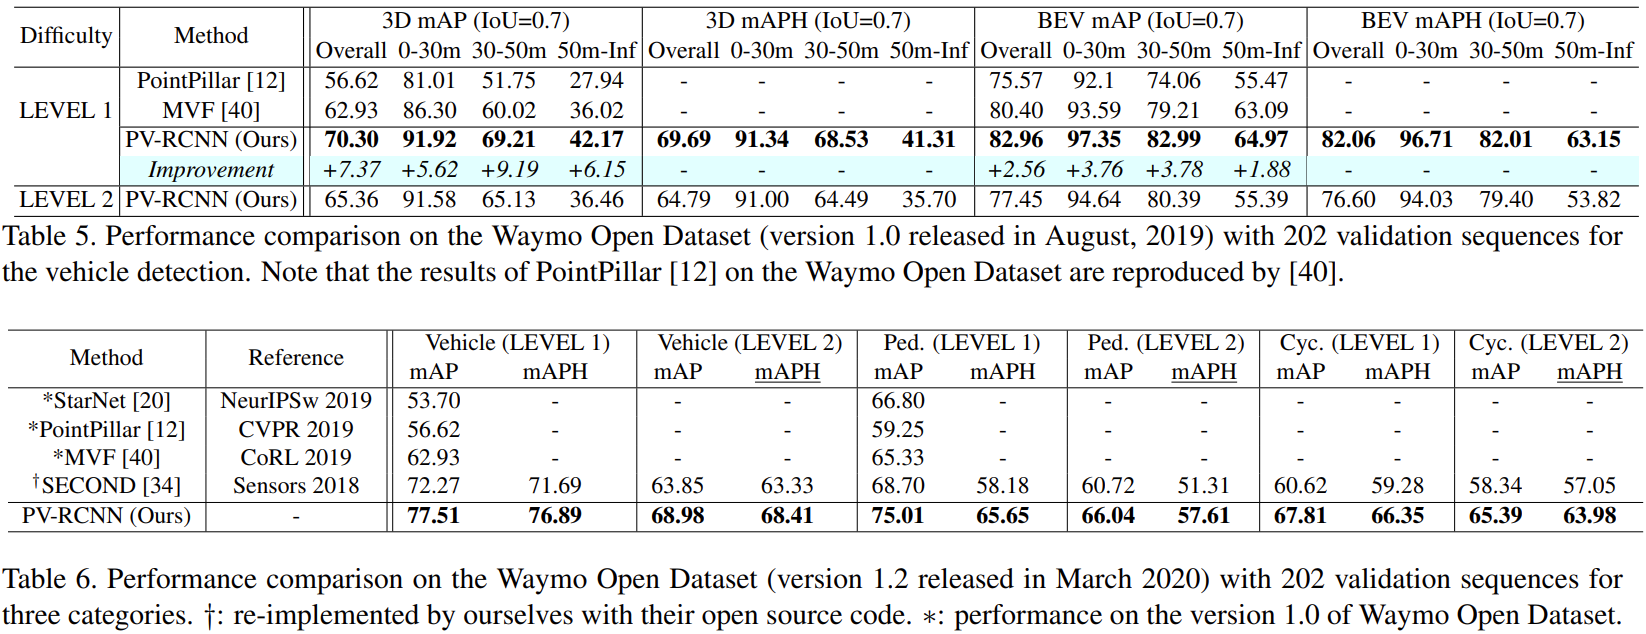 Difficulty Method 3D mAP (IoU=0.7) 3D mAPH (IoU=0.7) BEV mAP (IoU=0.7) BEV mAPH (IoU=0.7)
Overall 0-30m 30-50m 50m-Inf Overall 0-30m 30-50m 50m-Inf Overall 0-30m 30-50m 50m-Inf Overall 0-30m 30-50m 50m-Inf
PointPillar [12] 56.62 81.01 51.75 27.94 - - - - 75.57 92.1 74.06 55.47 - - - -
LEVEL 1 MVF [40] 62.93 86.30 60.02 36.02 - - - - 80.40 93.59 79.21 63.09 - - - -
PV-RCNN (Ours) 70.30 91.92 69.21 42.17 69.69 91.34 68.53 41.31 82.96 97.35 82.99 64.97 82.06 96.71 82.01 63.15
Improvement +7.37 +5.62 +9.19 +6.15 - - - - +2.56 +3.76 +3.78 +1.88 - - - -
LEVEL 2 PV-RCNN (Ours) 65.36 91.58 65.13 36.46 64.79 91.00 64.49 35.70 77.45 94.64 80.39 55.39 76.60 94.03 79.40 53.82
Table 5. Performance comparison on the Waymo Open Dataset (version 1.0 released in August, 2019) with 202 validation sequences for
the vehicle detection. Note that the results of PointPillar [12] on the Waymo Open Dataset are reproduced by [40].
Method Reference Vehicle (LEVEL 1) Vehicle (LEVEL 2) Ped. (LEVEL 1) Ped. (LEVEL 2) Cyc. (LEVEL 1) Cyc. (LEVEL 2)
mAP mAPH mAP mAPH mAP mAPH mAP mAPH mAP mAPH mAP mAPH
*StarNet [20] NeurIPSw 2019 53.70 - - - 66.80 - - - - - - -
*PointPillar [12] CVPR 2019 56.62 - - - 59.25 - - - - - - -
*MVF [40] CoRL 2019 62.93 - - - 65.33 - - - - - - -
†SECOND [34] Sensors 2018 72.27 71.69 63.85 63.33 68.70 58.18 60.72 51.31 60.62 59.28 58.34 57.05
PV-RCNN (Ours) - 77.51 76.89 68.98 68.41 75.01 65.65 66.04 57.61 67.81 66.35 65.39 63.98
Table 6. Performance comparison on the Waymo Open Dataset (version 1.2 released in March 2020) with 202 validation sequences for
three categories. †: re-implemented by ourselves with their open source code. ∗: performance on the version 1.0 of Waymo Open Dataset.